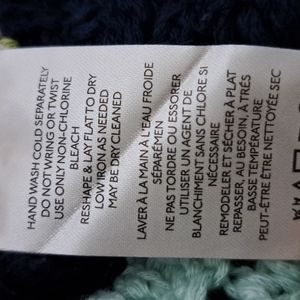 HAND WASH COLD SEPARATELY
DO NOT WRING OR TWIST
USE ONLY NON-CHLORINE
BLEACH
RESHAPE & LAY FLAT TO DRY
LOW IRON AS NEEDED
MAY BE DRY CLEANED
LAVER À LA MAIN À L'EAU FROIDE
SÉPARÉMEN
NE PAS TORDRE OU ESSORER
UTILISER UN AGENT DE
BLANCHIMENT SANS CHLORE SI
NÉCESSAIRE
REMODELER ET SÉCHER À PLAT
REPASSER, AU BESOIN, À TRÉS
BASSE TEMPÉRATURE
PEUT-ÊTRE ÊTRE NETTOYÉE SEC